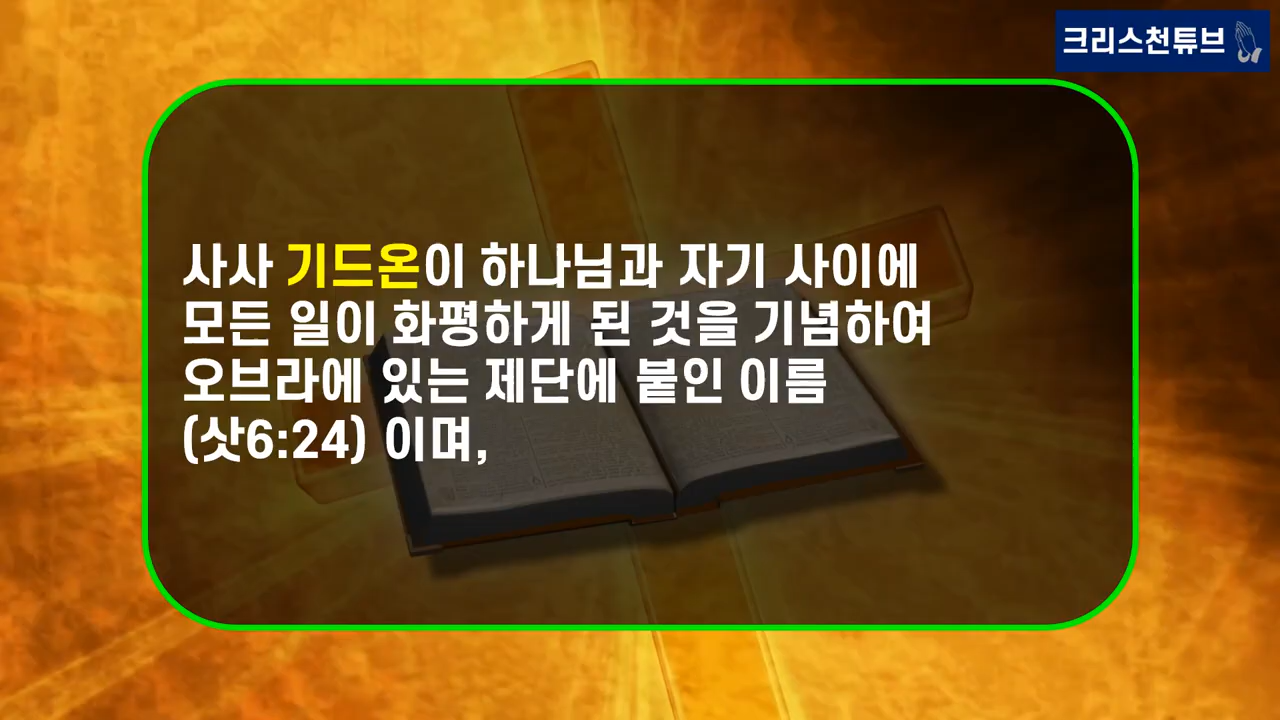 크리스천튜브
사사 기드온이 하나님과 자기 사이에
모든 일이 화평하게 된 것을 기념하여
오브라에 있는 제단에 붙인 이름
(삿6:24) 이며,